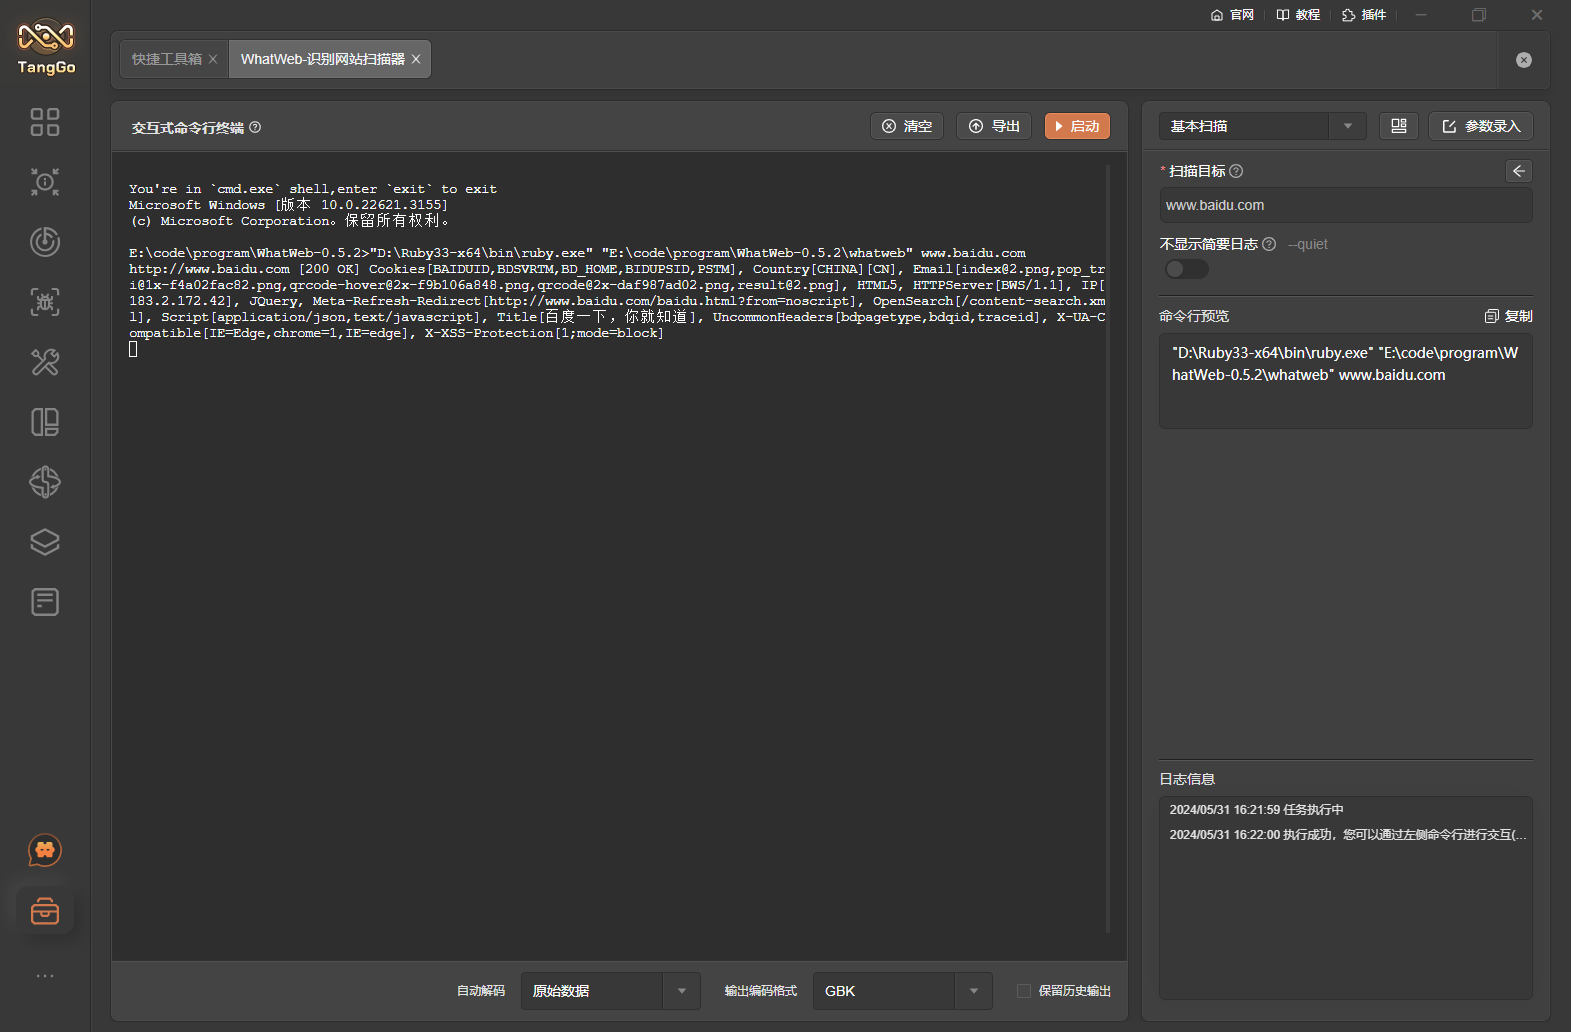 官网
教程
插件
TangGo
快捷工具箱
WhatWeb-识别网站扫描器
交互式命令行终端
清空
导出
启动
You're in `cmd.exe` shell,enter `exit` to exit
Microsoft Windows [版本 10.0.22621.3155]
(c) Microsoft Corporation。保留所有权利。
E:\code\program\WhatWeb-0.5.2>"D:\Ruby33-x64\bin\ruby.exe" "E:\code\program\WhatWeb-0.5.2\whatweb" www.baidu.com
http://www.baidu.com [200 OK] Cookies[BAIDUID,BDSVRTM,BD_HOME,BIDUPSID,PSTM], Country[CHINA][CN], Email[index@2.png,pop_tr
i@1x-f4a02fac82.png,qrcode-hover@2x-f9b106a848.png,qrcode@2x-daf987ad02.png,result@2.png], HTML5, HTTPServer[BWS/1.1], IP[
183.2.172.42], JQuery, Meta-Refresh-Redirect[http://www.baidu.com/baidu.html?from=noscript], OpenSearch[/content-search.xm
l], Script[application/json,text/javascript], Title[百度一下，你就知道], UncommonHeaders[bdpagetype,bdqid,traceid], X-UA-C
ompatible[IE=Edge,chrome=1,IE=edge], X-XSS-Protection[1;mode=block]
自动解码
原始数据
输出编码格式
GBK
保留历史输出
基本扫描
参数录入
* 扫描目标
www.baidu.com
不显示简要日志 --quiet
命令行预览
复制
"D:\Ruby33-x64\bin\ruby.exe" "E:\code\program\W
hatWeb-0.5.2\whatweb" www.baidu.com
日志信息
2024/05/31 16:21:59 任务执行中
2024/05/31 16:22:00 执行成功，您可以通过左侧命令行进行交互(...